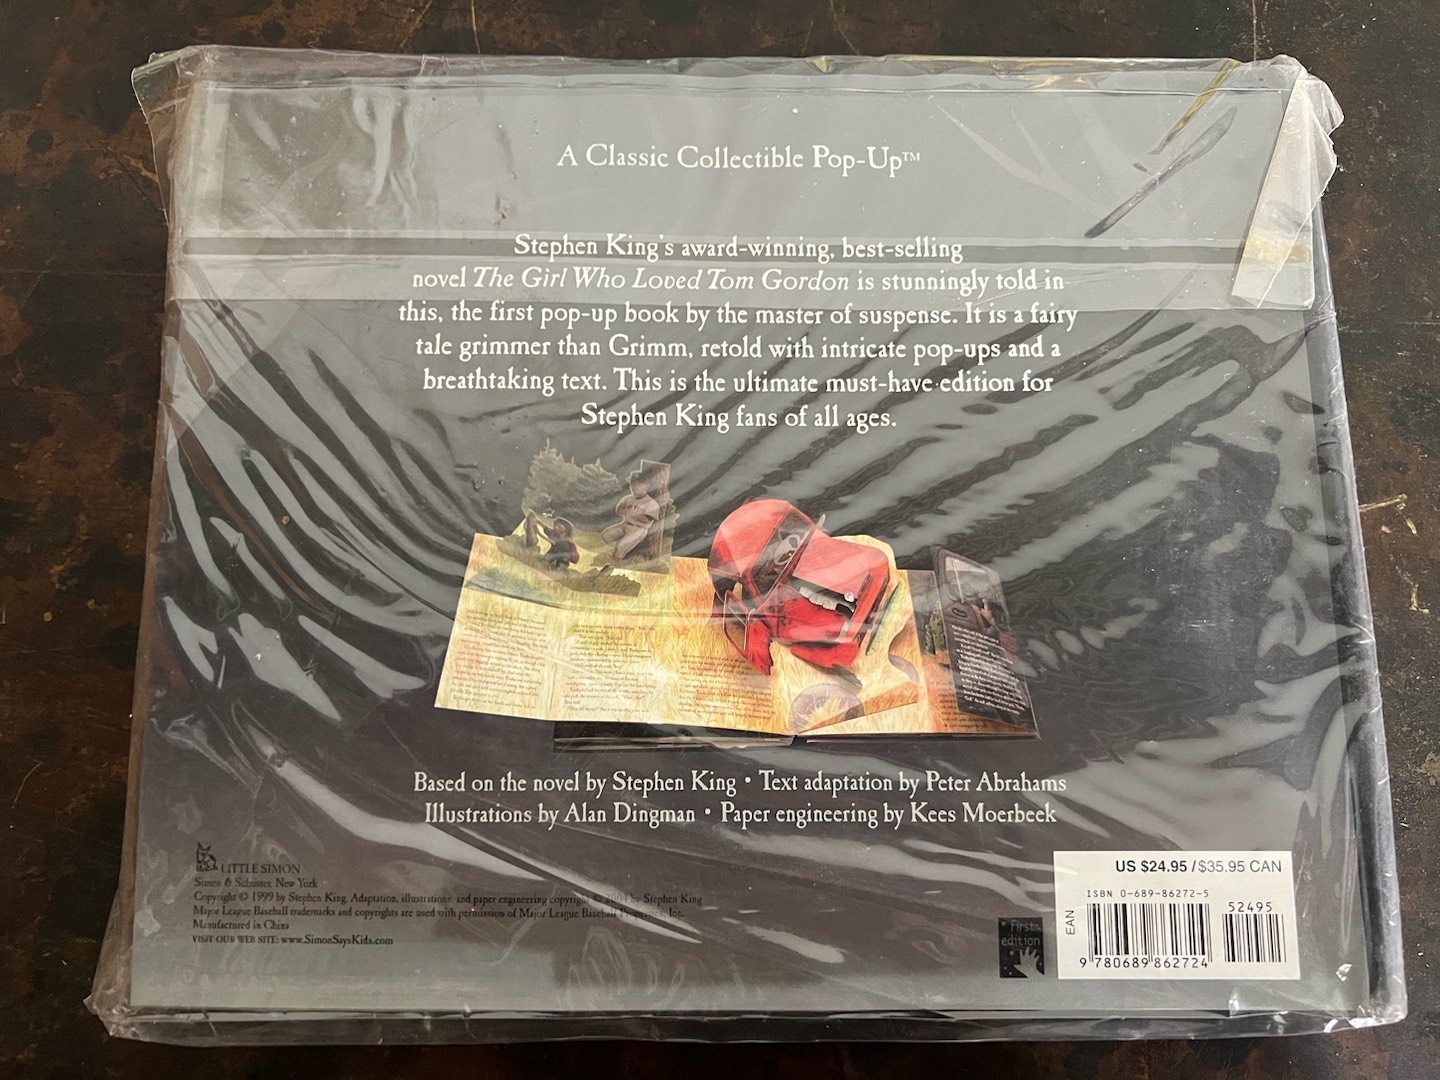 A Classic Collectible Pop-Up™
Stephen King's award-winning, best-selling
novel The Girl Who Loved Tom Gordon is stunningly told in
this, the first pop-up book by the master of suspense. It is a fairy
tale grimmer than Grimm, retold with intricate pop-ups and a
breathtaking text. This is the ultimate must-have edition for
Stephen King fans of all ages.
Based on the novel by Stephen King • Text adaptation by Peter Abrahams
Illustrations by Alan Dingman • Paper engineering by Kees Moerbeek
LITTLE SIMON
Simon & Schuster, New York
Copyright © 1999 by Stephen King. Adaptation, illustrations, and paper engineering copyright © 2004 by Stephen King
Major League Baseball trademarks and copyrights are used with permission of Major League Baseball Properties, Inc.
Manufactured in China
VISIT OUR WEB SITE: www.SimonSaysKids.com
first
edition
US $24.95 / $35.95 CAN
ISBN 0-689-86272-5
52495
EAN
9 780689 862724